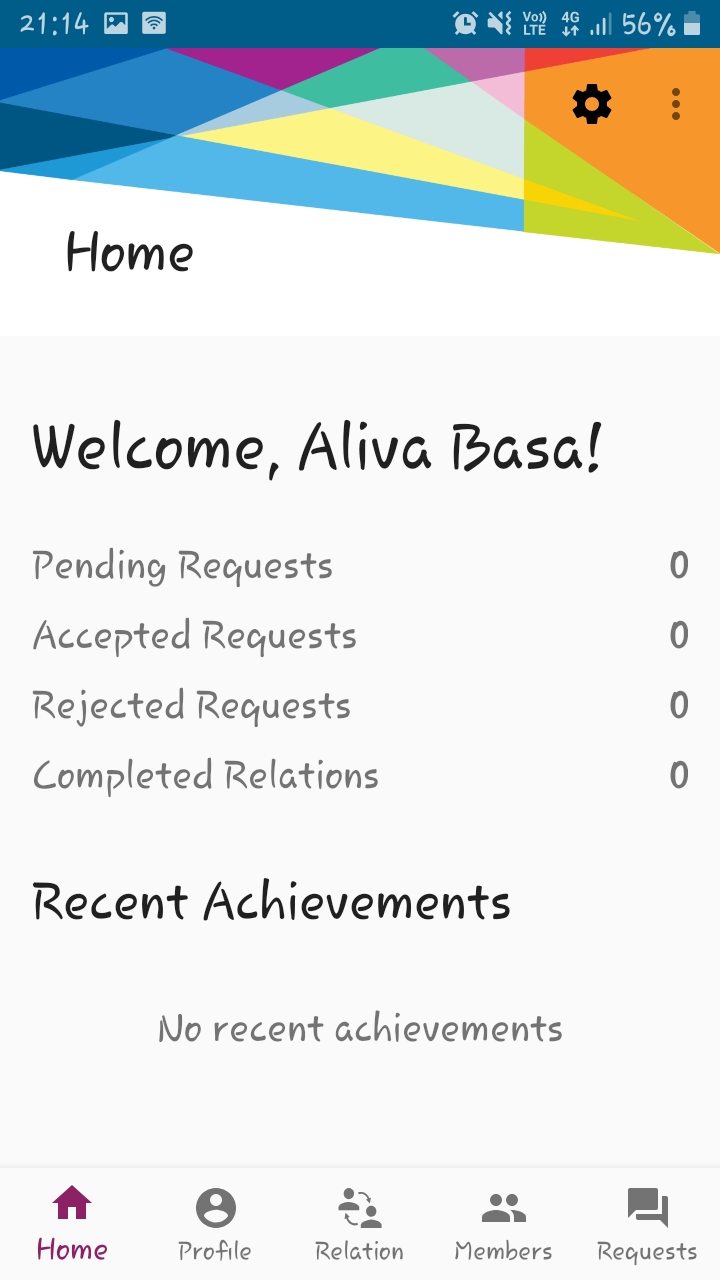 21:14 Vo)) LTE 4G 56%
Home
Welcome, Aliva Basa!
Pending Requests 0
Accepted Requests 0
Rejected Requests 0
Completed Relations 0
Recent Achievements
No recent achievements
Home Profile Relation Members Requests